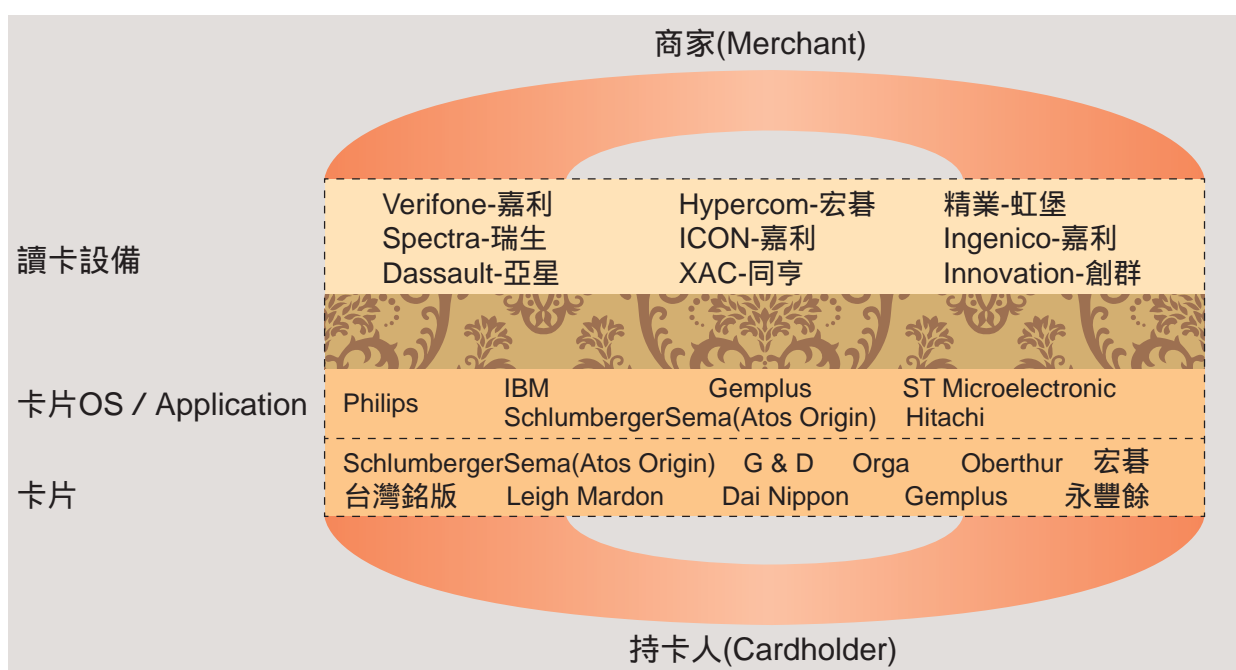 商家(Merchant)
Verifone-嘉利 Hypercom-宏碁 精業-虹堡
讀卡設備 Spectra-瑞生 ICON-嘉利 Ingenico-嘉利
Dassault-亞星 XAC-同亨 Innovation-創群
卡片OS / Application Philips IBM Gemplus ST Microelectronic
SchlumbergerSema(Atos Origin) Hitachi
SchlumbergerSema(Atos Origin) G & D Orga Oberthur 宏碁
卡片 台灣銘版 Leigh Mardon Dai Nippon Gemplus 永豐餘
持卡人(Cardholder)